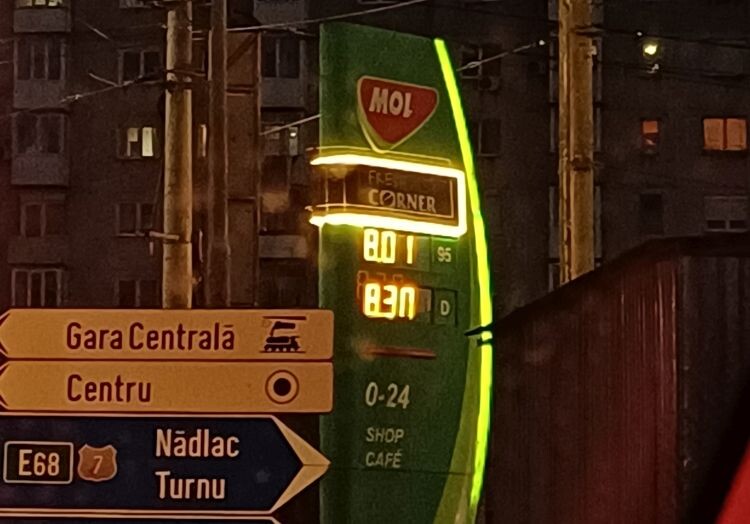 MOL
FRESH
CORNER
8.01 95
8.30 D
0-24
SHOP
CAFÉ
Gara Centrală
Centru
E68 7 Nădlac
Turnu